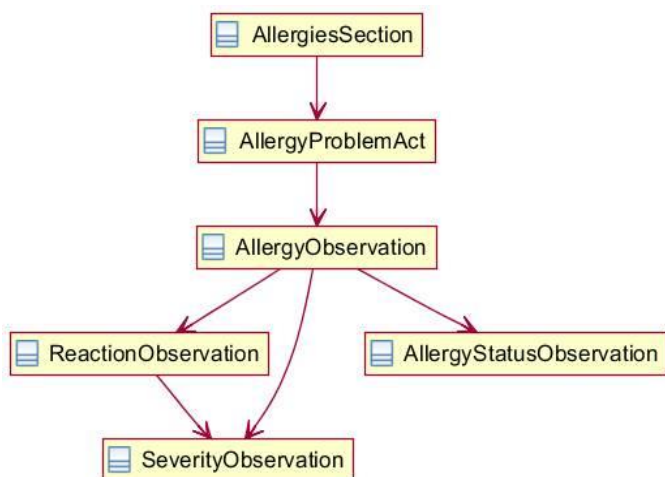 AllergiesSection
AllergyProblemAct
AllergyObservation
ReactionObservation
AllergyStatusObservation
SeverityObservation